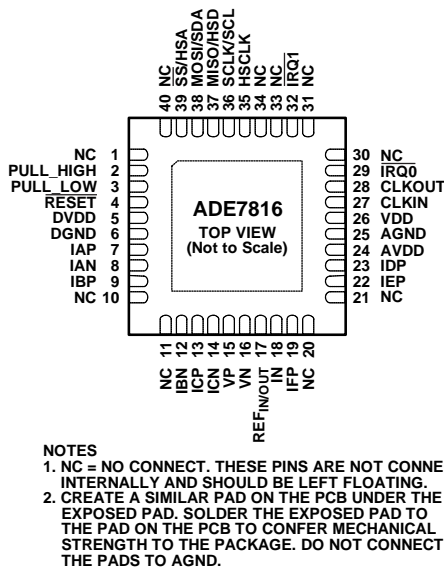 40 NC
39 SS/HSA
38 MOSI/SDA
37 MISO/HSD
36 SCLK/SCL
35 HSCLK
34 NC
33 NC
32 IRQ1
31 NC
NC 1
PULL_HIGH 2
PULL_LOW 3
RESET 4
DVDD 5
DGND 6
IAP 7
IAN 8
IBP 9
NC 10
ADE7816
TOP VIEW
(Not to Scale)
30 NC
29 IRQ0
28 CLKOUT
27 CLKIN
26 VDD
25 AGND
24 AVDD
23 IDP
22 IEP
21 NC
NC 11
IBN 12
ICP 13
ICN 14
VP 15
VN 16
REFIN/OUT 17
IN 18
IFP 19
NC 20
NOTES
1. NC = NO CONNECT. THESE PINS ARE NOT CONNE
INTERNALLY AND SHOULD BE LEFT FLOATING.
2. CREATE A SIMILAR PAD ON THE PCB UNDER THE
EXPOSED PAD. SOLDER THE EXPOSED PAD TO
THE PAD ON THE PCB TO CONFER MECHANICAL
STRENGTH TO THE PACKAGE. DO NOT CONNECT
THE PADS TO AGND.